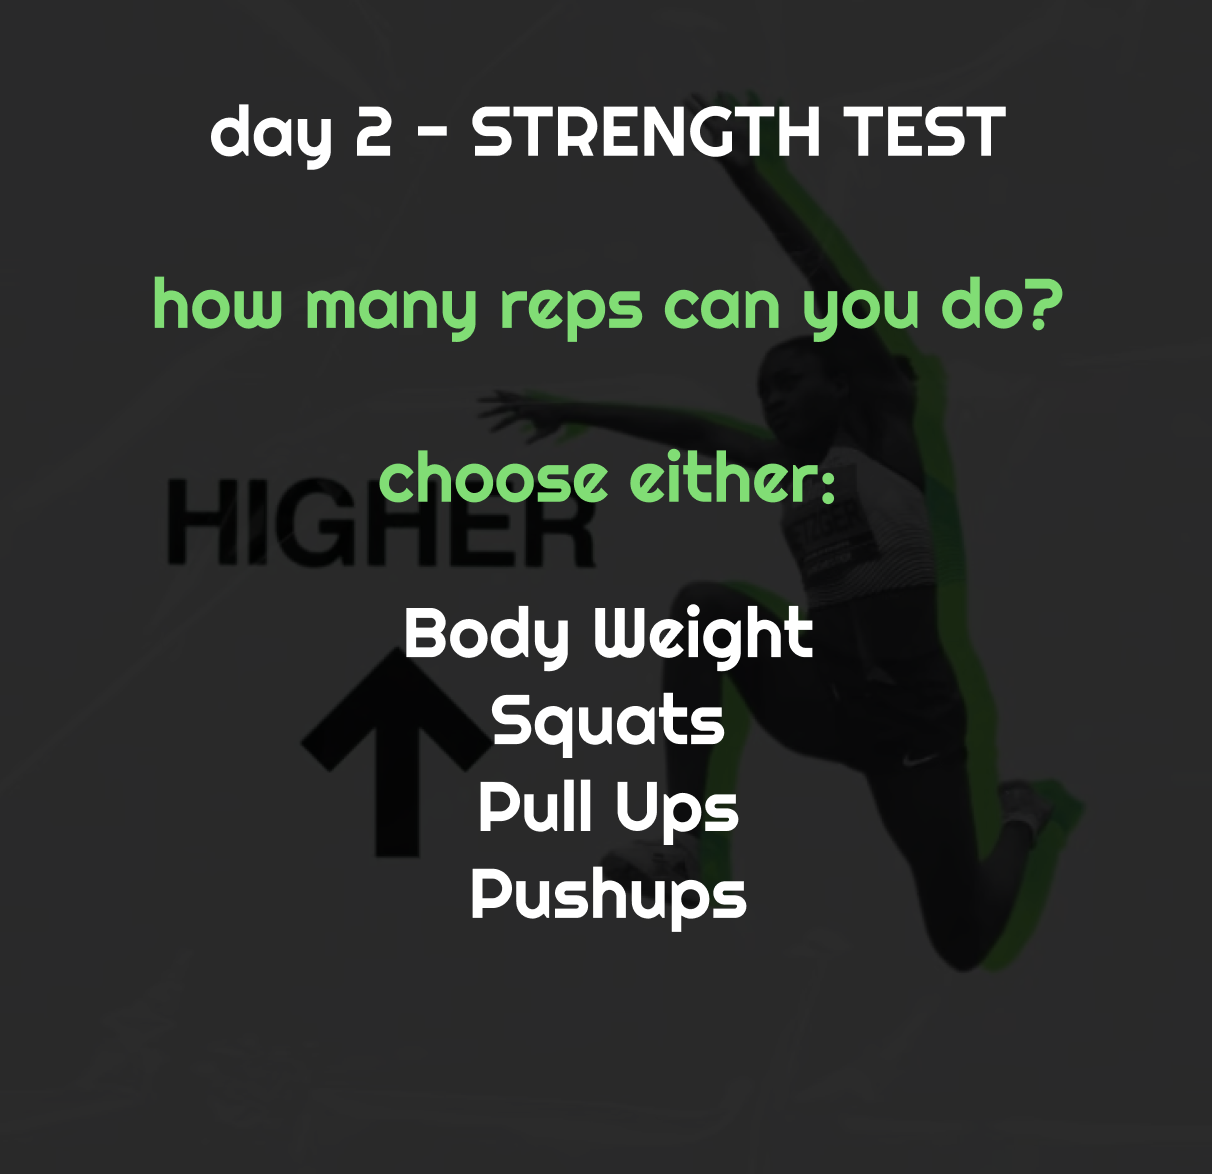 day 2 - STRENGTH TEST
how many reps can you do?
choose either:
HIGHER
Body Weight
Squats
Pull Ups
Pushups